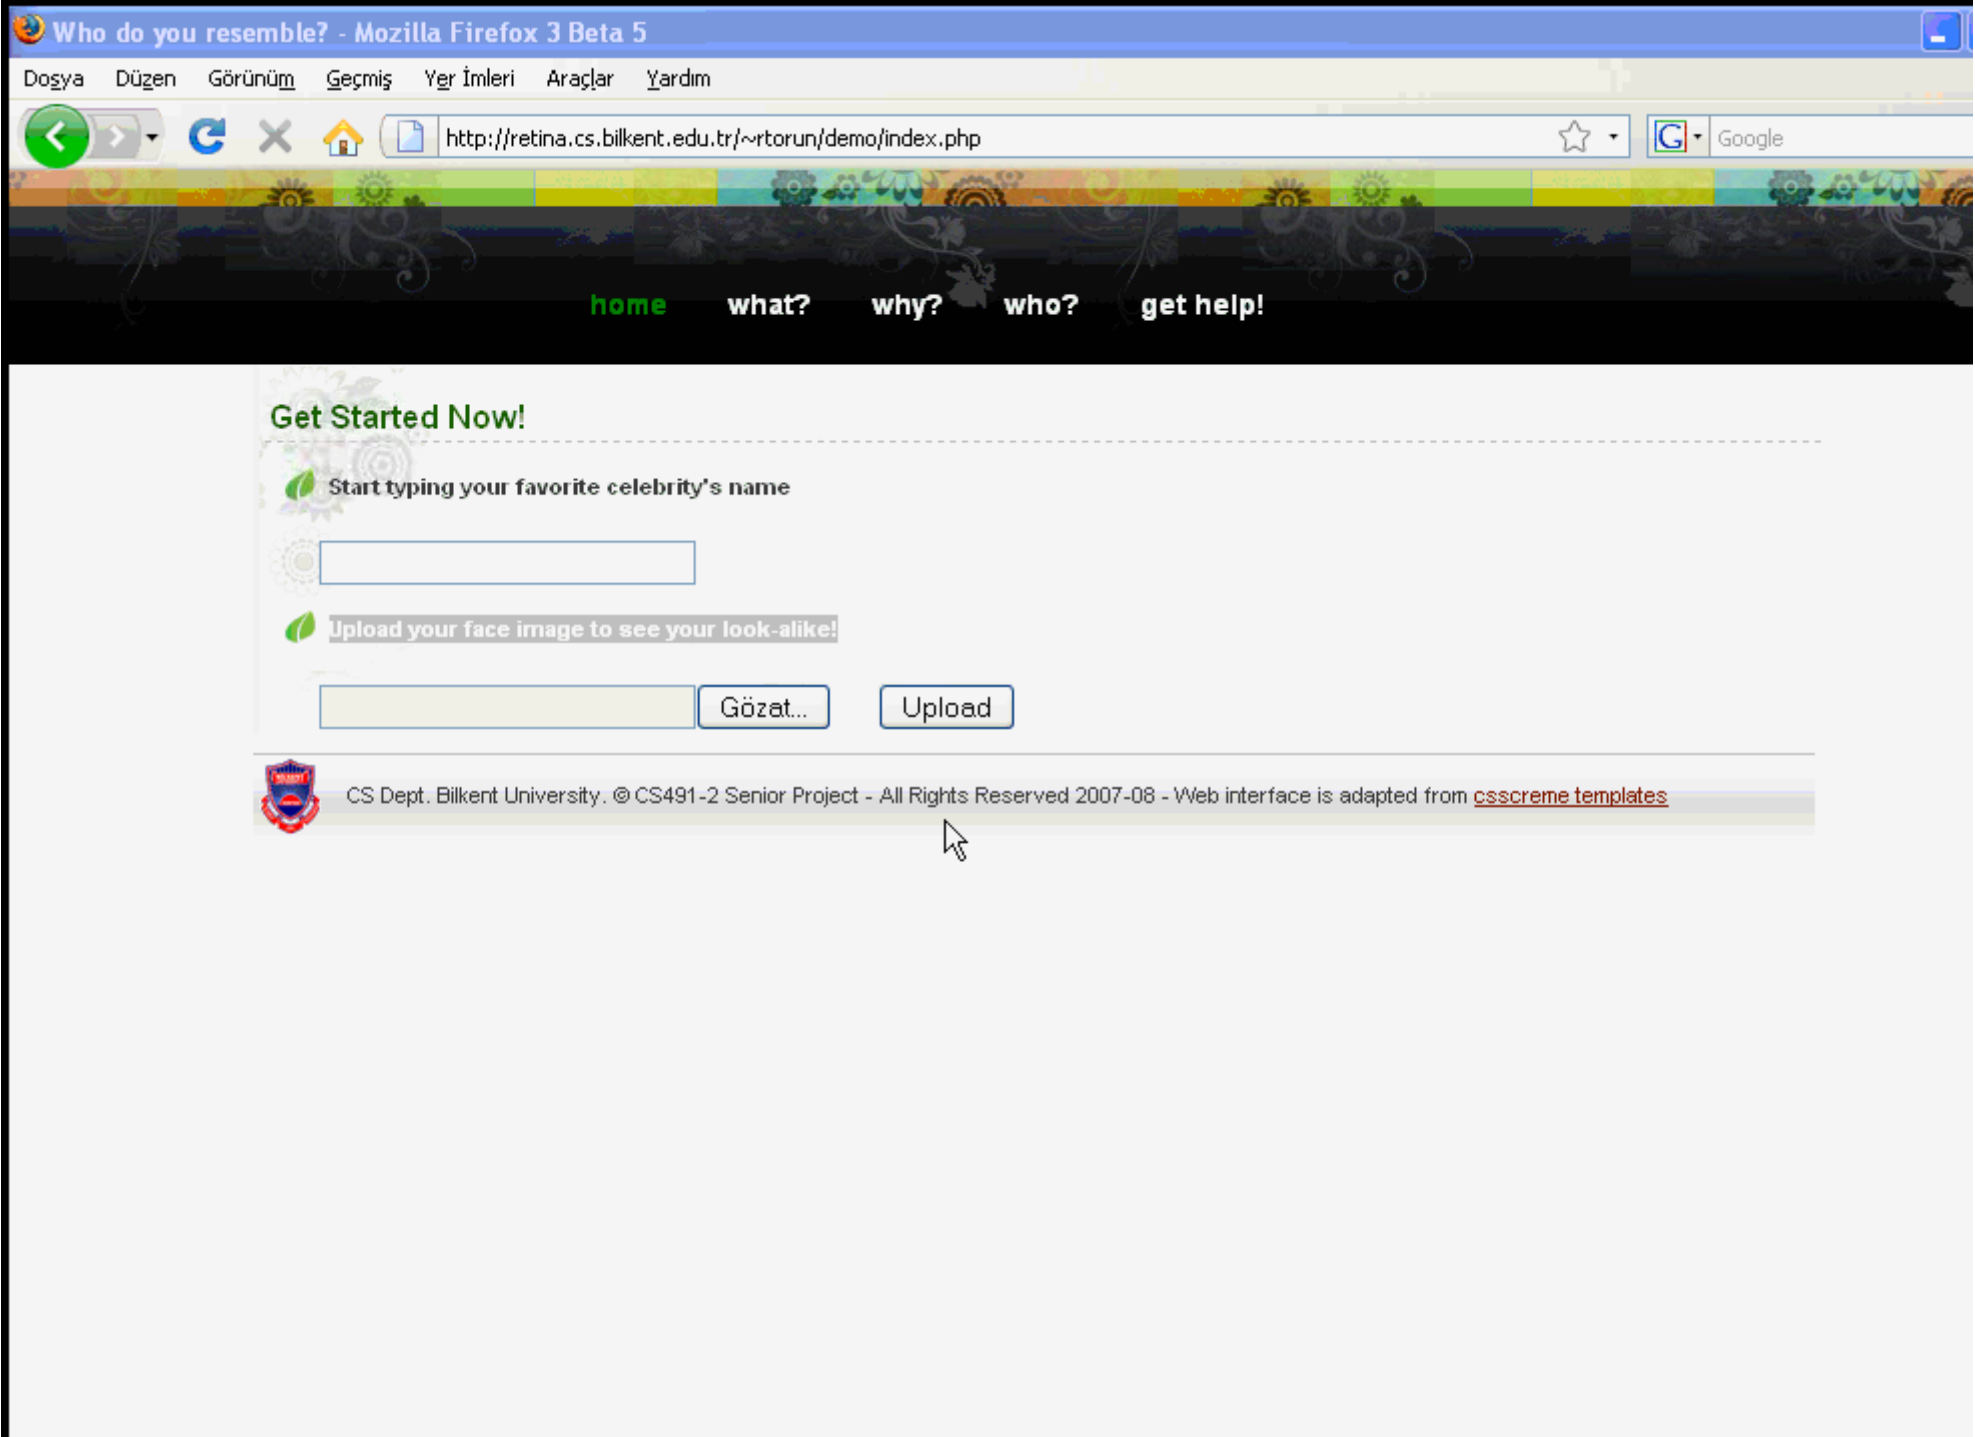 Who do you resemble? - Mozilla Firefox 3 Beta 5
Dosya Düzen Görünüm Geçmiş Yer İmleri Araçlar Yardım
http://retina.cs.bilkent.edu.tr/~rtorun/demo/index.php G Google
home what? why? who? get help!
Get Started Now!
Start typing your favorite celebrity's name
Upload your face image to see your look-alike!
Gözat... Upload
CS Dept. Bilkent University. © CS491-2 Senior Project - All Rights Reserved 2007-08 - Web interface is adapted from csscreme templates